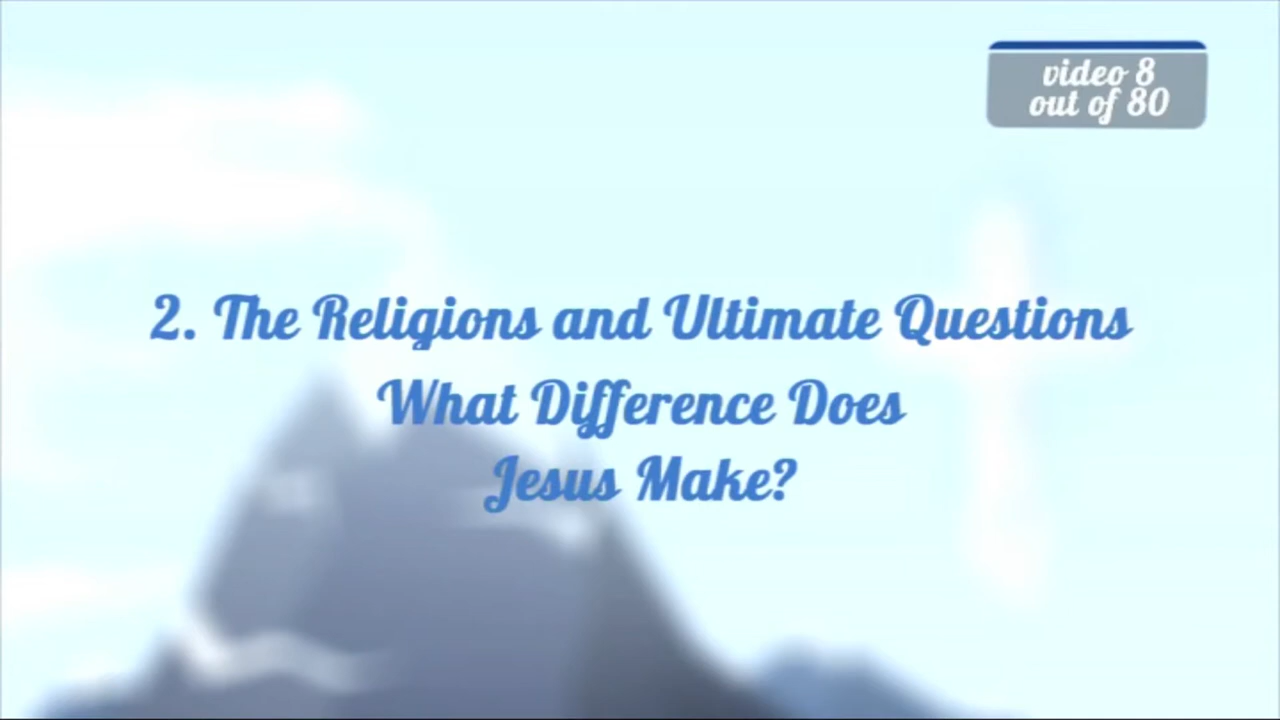 video 8
out of 80
2. The Religions and Ultimate Questions
What Difference Does
Jesus Make?